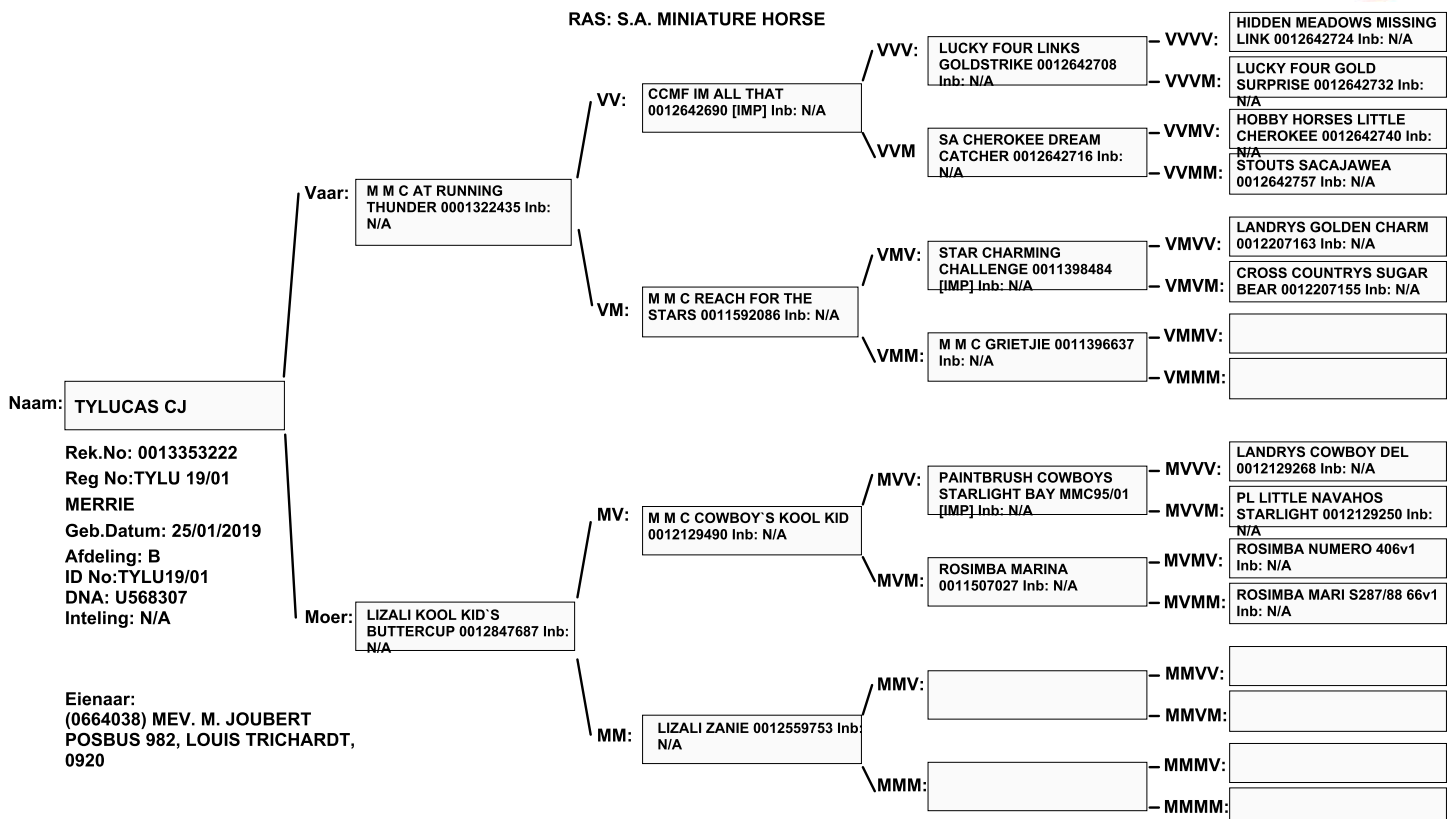 RAS: S.A. MINIATURE HORSE
Naam:
TYLUCAS CJ
Rek.No: 0013353222
Reg No:TYLU 19/01
MERRIE
Geb.Datum: 25/01/2019
Afdeling: B
ID No:TYLU19/01
DNA: U568307
Inteling: N/A
Eienaar:
(0664038) MEV. M. JOUBERT
POSBUS 982, LOUIS TRICHARDT,
0920
Vaar:
M M C AT RUNNING
THUNDER 0001322435 Inb:
N/A
Moer:
LIZALI KOOL KID`S
BUTTERCUP 0012847687 Inb:
N/A
VV:
CCMF IM ALL THAT
0012642690 [IMP] Inb: N/A
VM:
M M C REACH FOR THE
STARS 0011592086 Inb: N/A
MV:
M M C COWBOY`S KOOL KID
0012129490 Inb: N/A
MM:
LIZALI ZANIE 0012559753 Inb:
N/A
VVV:
LUCKY FOUR LINKS
GOLDSTRIKE 0012642708
Inb: N/A
VVM
SA CHEROKEE DREAM
CATCHER 0012642716 Inb:
N/A
VMV:
STAR CHARMING
CHALLENGE 0011398484
[IMP] Inb: N/A
VMM:
M M C GRIETJIE 0011396637
Inb: N/A
MVV:
PAINTBRUSH COWBOYS
STARLIGHT BAY MMC95/01
[IMP] Inb: N/A
MVM:
ROSIMBA MARINA
0011507027 Inb: N/A
MMV:
MMM:
VVVV:
HIDDEN MEADOWS MISSING
LINK 0012642724 Inb: N/A
VVVM:
LUCKY FOUR GOLD
SURPRISE 0012642732 Inb:
N/A
VVMV:
HOBBY HORSES LITTLE
CHEROKEE 0012642740 Inb:
N/A
VVMM:
STOUTS SACAJAWEA
0012642757 Inb: N/A
VMVV:
LANDRYS GOLDEN CHARM
0012207163 Inb: N/A
VMVM:
CROSS COUNTRYS SUGAR
BEAR 0012207155 Inb: N/A
VMMV:
VMMM:
MVVV:
LANDRYS COWBOY DEL
0012129268 Inb: N/A
MVVM:
PL LITTLE NAVAHOS
STARLIGHT 0012129250 Inb:
N/A
MVMV:
ROSIMBA NUMERO 406v1
Inb: N/A
MVMM:
ROSIMBA MARI S287/88 66v1
Inb: N/A
MMVV:
MMVM:
MMMV:
MMMM: